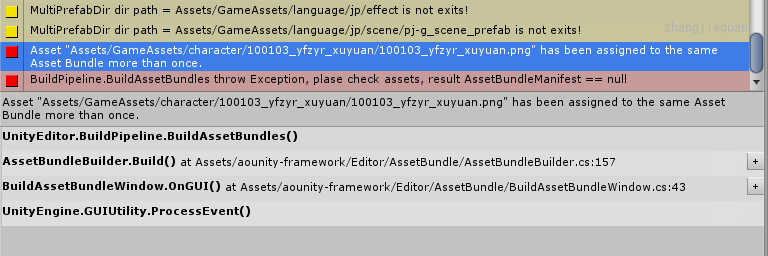 MultiPrefabDir dir path = Assets/GameAssets/language/jp/effect is not exits!
MultiPrefabDir dir path = Assets/GameAssets/language/jp/scene/pj-g_scene_prefab is not exits!
zhangjiequan
Asset "Assets/GameAssets/character/100103_yfzyr_xuyuan/100103_yfzyr_xuyuan.png" has been assigned to the same
Asset Bundle more than once.
BuildPipeline.BuildAssetBundles throw Exception, plase check assets, result AssetBundleManifest == null
Asset "Assets/GameAssets/character/100103_yfzyr_xuyuan/100103_yfzyr_xuyuan.png" has been assigned to the same Asset
Bundle more than once.
UnityEditor.BuildPipeline.BuildAssetBundles()
AssetBundleBuilder.Build() at Assets/aounity-framework/Editor/AssetBundle/AssetBundleBuilder.cs:157
+
BuildAssetBundleWindow.OnGUI() at Assets/aounity-framework/Editor/AssetBundle/BuildAssetBundleWindow.cs:43
+
UnityEngine.GUIUtility.ProcessEvent()